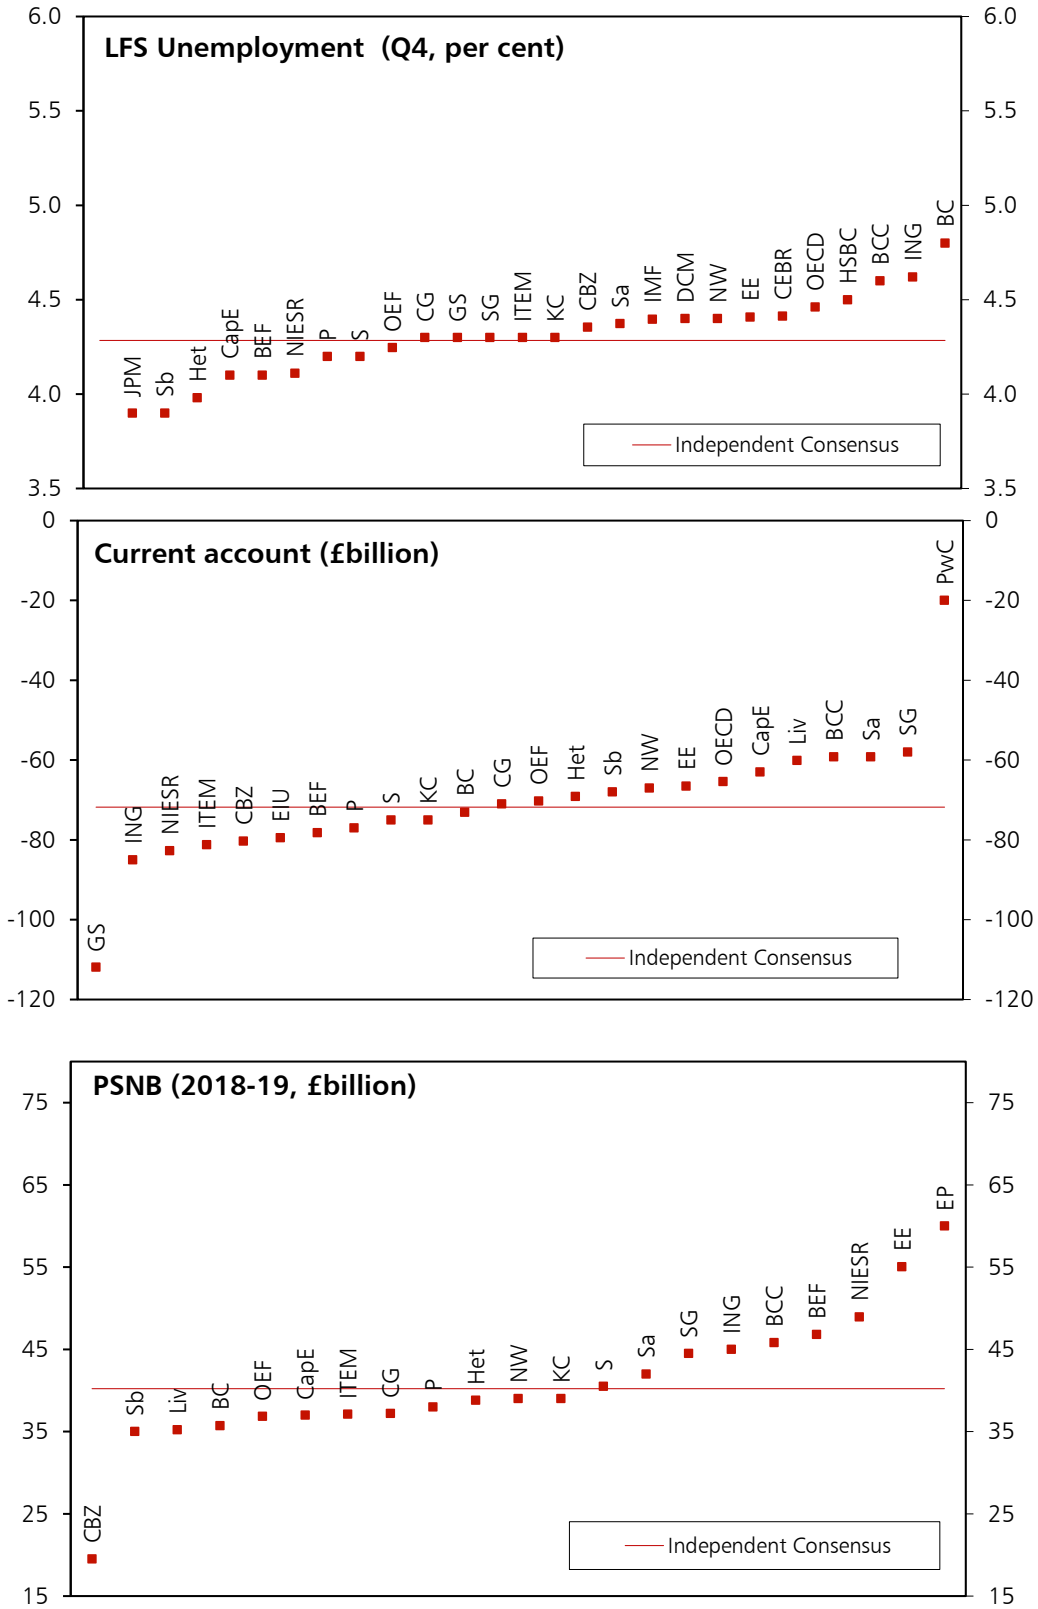 LFS Unemployment (Q4, per cent)
6.0 6.0
5.5 5.5
5.0 5.0
4.5 4.5
4.0 4.0
3.5 3.5
JPM Sb Het CapE BEF NIESR P S OEF CG GS SG ITEM KC CBZ Sa IMF DCM NW EE CEBR OECD HSBC BCC ING BC
Independent Consensus
Current account (£billion)
0 0
-20 -20
-40 -40
-60 -60
-80 -80
-100 -100
-120 -120
GS ING NIESR ITEM CBZ EIU BEF P S KC BC CG OEF Het Sb NW EE OECD CapE Liv BCC Sa SG PwC
Independent Consensus
PSNB (2018-19, £billion)
75 75
65 65
55 55
45 45
35 35
25 25
15 15
CBZ Sb Liv BC OEF CapE ITEM CG P Het NW KC S Sa SG ING BCC BEF NIESR EE EP
Independent Consensus